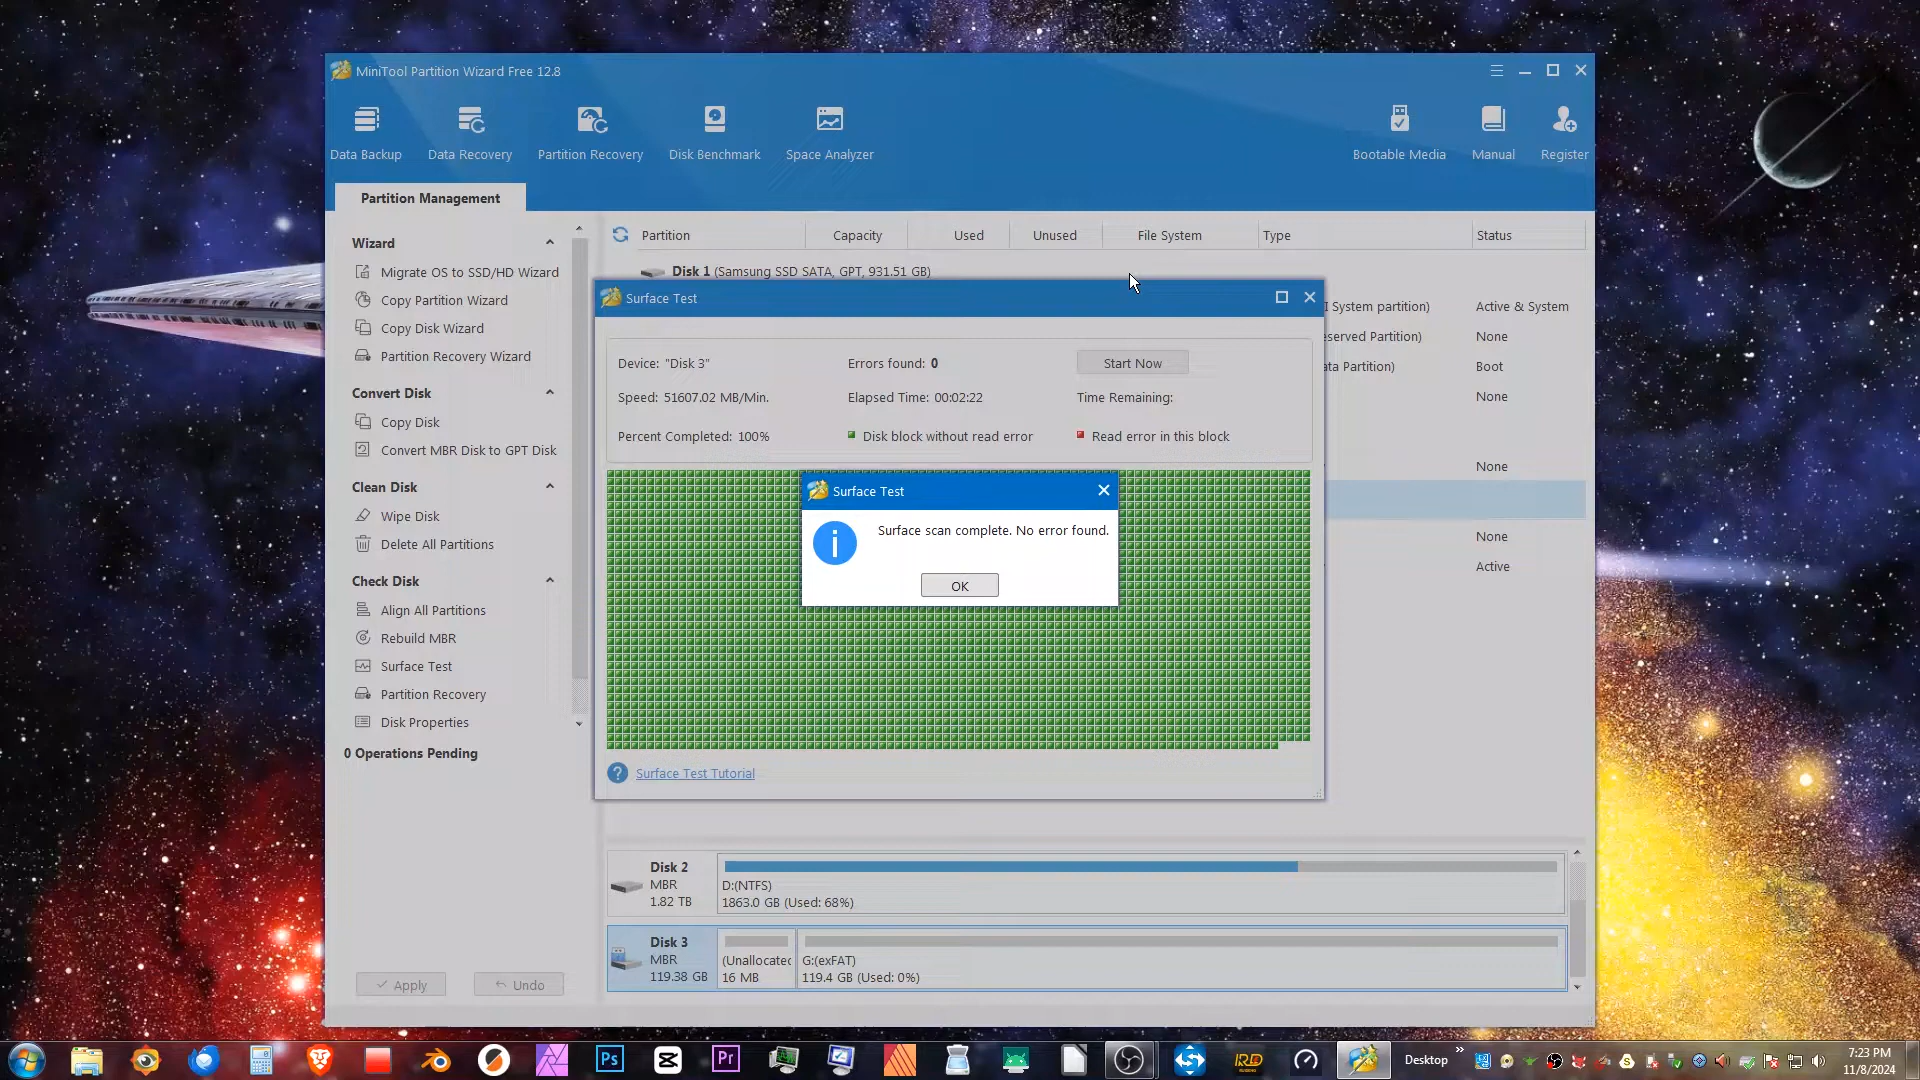 MiniTool Partition Wizard Free 12.8
Data Backup
Data Recovery
Partition Recovery
Disk Benchmark
Space Analyzer
Bootable Media
Manual
Register
Partition Management
Wizard
Migrate OS to SSD/HD Wizard
Copy Partition Wizard
Copy Disk Wizard
Partition Recovery Wizard
Convert Disk
Copy Disk
Convert MBR Disk to GPT Disk
Clean Disk
Wipe Disk
Delete All Partitions
Check Disk
Align All Partitions
Rebuild MBR
Surface Test
Partition Recovery
Disk Properties
0 Operations Pending
Apply
Undo
Partition Capacity Used Unused File System Type Status
Disk 1 (Samsung SSD SATA, GPT, 931.51 GB)
I System partition) Active & System
served Partition) None
ata Partition) Boot
None
None
None
Active
Surface Test
Device: "Disk 3" Errors found: 0 Start Now
Speed: 51607.02 MB/Min. Elapsed Time: 00:02:22 Time Remaining:
Percent Completed: 100% Disk block without read error Read error in this block
Surface Test
Surface scan complete. No error found.
OK
Surface Test Tutorial
Disk 2
MBR
1.82 TB
D:(NTFS)
1863.0 GB (Used: 68%)
Disk 3
MBR
119.38 GB
(Unallocatec
16 MB
G:(exFAT)
119.4 GB (Used: 0%)
Ps
Pr
IRD
Desktop
7:23 PM
11/8/2024